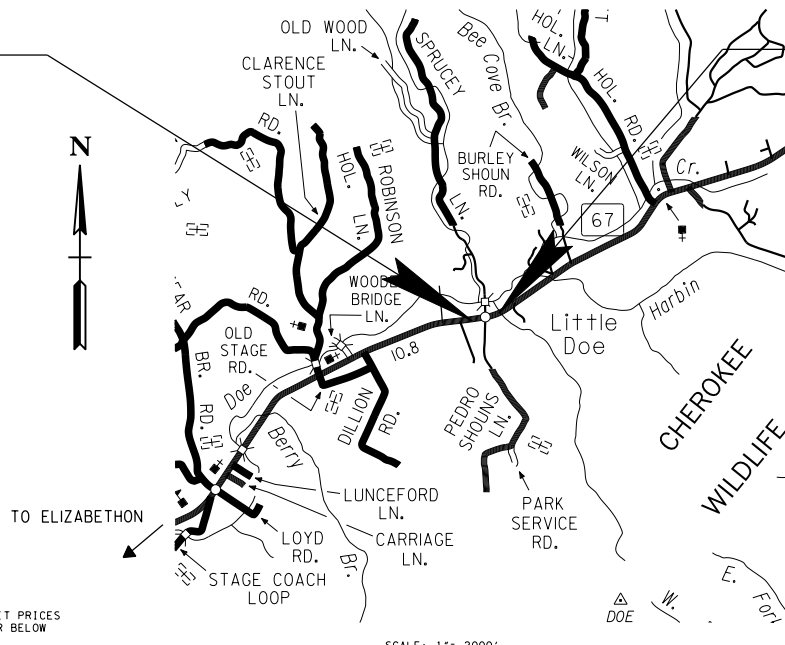 OLD WOOD
LN.
CLARENCE
STOUT
LN.
SPRUCEY
LN.
Bee Cove Br.
HOL.
LN.
HOL.
RD.
RD.
N
HOL.
LN.
ROBINSON
BURLEY
SHOUN
RD.
WILSON
LN.
Cr.
67
BRIDGE
LN.
RD.
OLD
STAGE
RD.
BR.
RD.
Doe
10.8
Little
Doe
Harbin
CHEROKEE
WILDLIFE
DILLION
RD.
PEDRO
SHOUNS
LN.
Berry
Br.
LUNCEFORD
LN.
CARRIAGE
LN.
LOYD
RD.
PARK
SERVICE
RD.
TO ELIZABETHON
STAGE COACH
LOOP
DOE
W.
E.
PRICES
BELOW